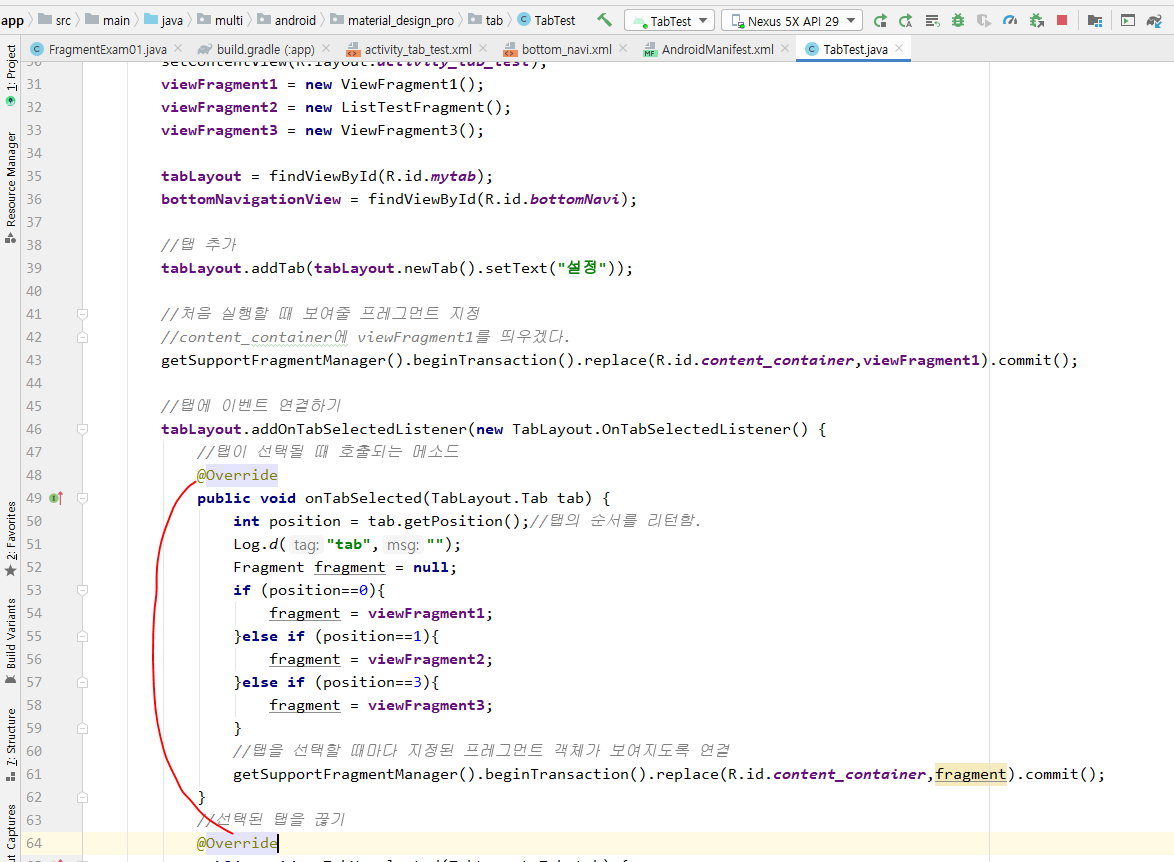 app src main java multi android material_design_pro tab TabTest TabTest Nexus 5X API 29
FragmentExam01.java build.gradle (:app) activity_tab_test.xml bottom_navi.xml AndroidManifest.xml TabTest.java
1: Project
Resource Manager
2: Favorites
Build Variants
7: Structure
Captures
setContentView(R.layout.activity_tab_test);
31 viewFragment1 = new ViewFragment1();
32 viewFragment2 = new ListTestFragment();
33 viewFragment3 = new ViewFragment3();
34
35 tabLayout = findViewById(R.id.mytab);
36 bottomNavigationView = findViewById(R.id.bottomNavi);
37
38 //탭 추가
39 tabLayout.addTab(tabLayout.newTab().setText("설정"));
40
41 //처음 실행할 때 보여줄 프레그먼트 지정
42 //content_container에 viewFragment1를 띄우겠다.
43 getSupportFragmentManager().beginTransaction().replace(R.id.content_container,viewFragment1).commit();
44
45 //탭에 이벤트 연결하기
46 tabLayout.addOnTabSelectedListener(new TabLayout.OnTabSelectedListener() {
47 //탭이 선택될 때 호출되는 메소드
48 @Override
49 public void onTabSelected(TabLayout.Tab tab) {
50 int position = tab.getPosition();//탭의 순서를 리턴함.
51 Log.d( tag: "tab", msg: "");
52 Fragment fragment = null;
53 if (position==0){
54 fragment = viewFragment1;
55 }else if (position==1){
56 fragment = viewFragment2;
57 }else if (position==3){
58 fragment = viewFragment3;
59 }
60 //탭을 선택할 때마다 지정된 프레그먼트 객체가 보여지도록 연결
61 getSupportFragmentManager().beginTransaction().replace(R.id.content_container,fragment).commit();
62 }
63 //선택된 탭을 끊기
64 @Override